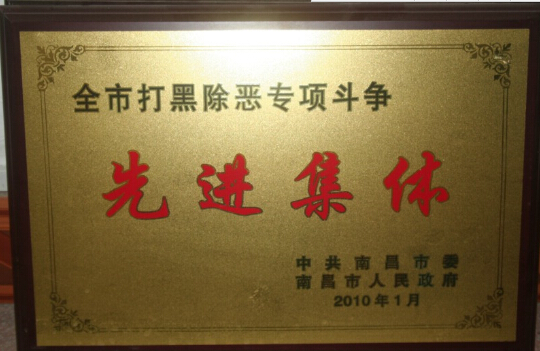 全市打黑除恶专项斗争
先进集体
中共南昌市委
南昌市人民政府
2010年1月